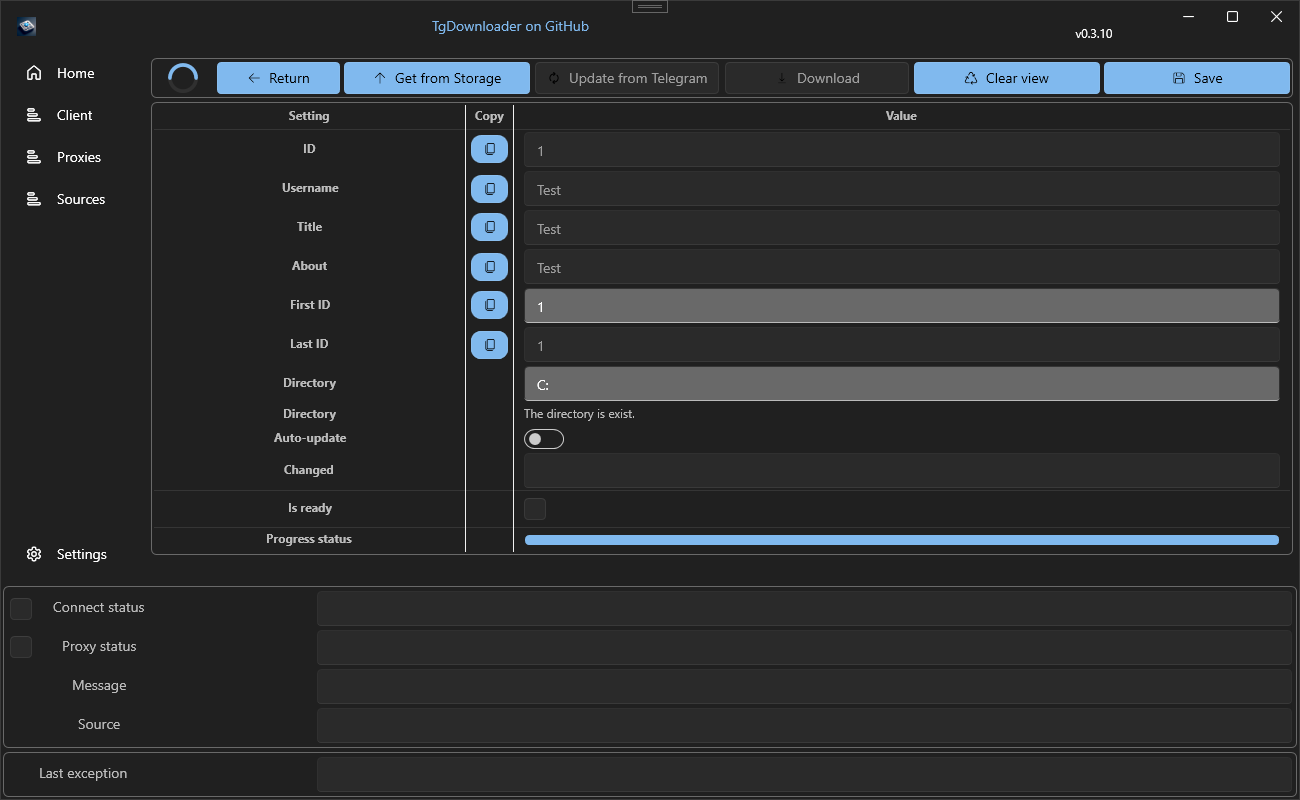 TgDownloader on GitHub
v0.3.10
Home
Client
Proxies
Sources
Settings
Return Get from Storage Update from Telegram Download Clear view Save
Setting Copy Value
ID 1
Username Test
Title Test
About Test
First ID 1
Last ID 1
Directory C:
Directory The directory is exist.
Auto-update
Changed
Is ready
Progress status
Connect status
Proxy status
Message
Source
Last exception